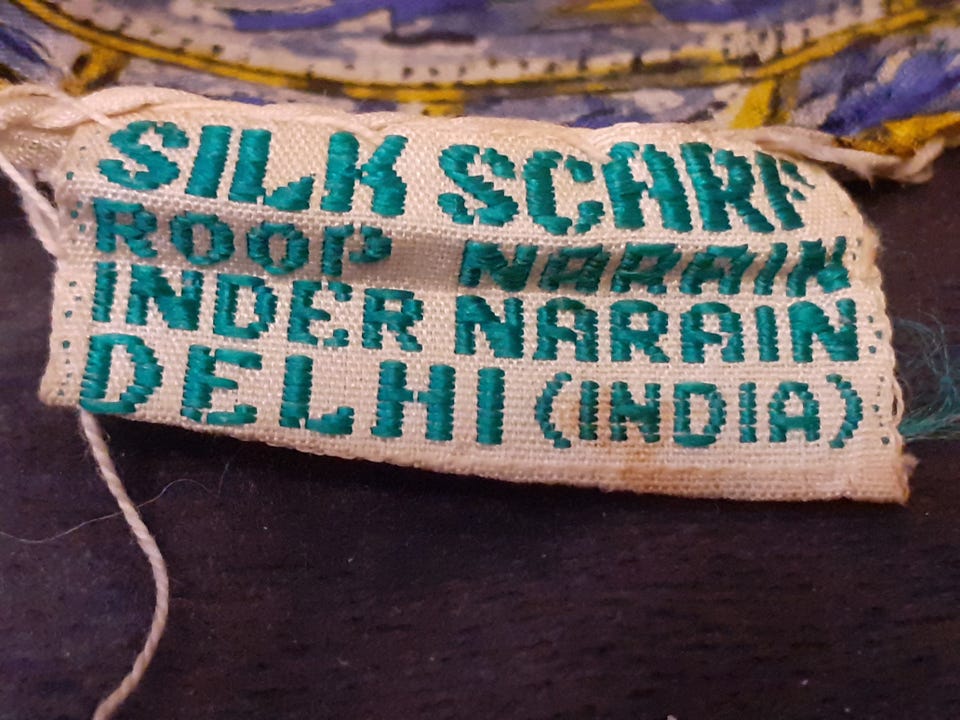 SILK SCARF
ROOP NARAIN
INDER NARAIN
DELHI (INDIA)